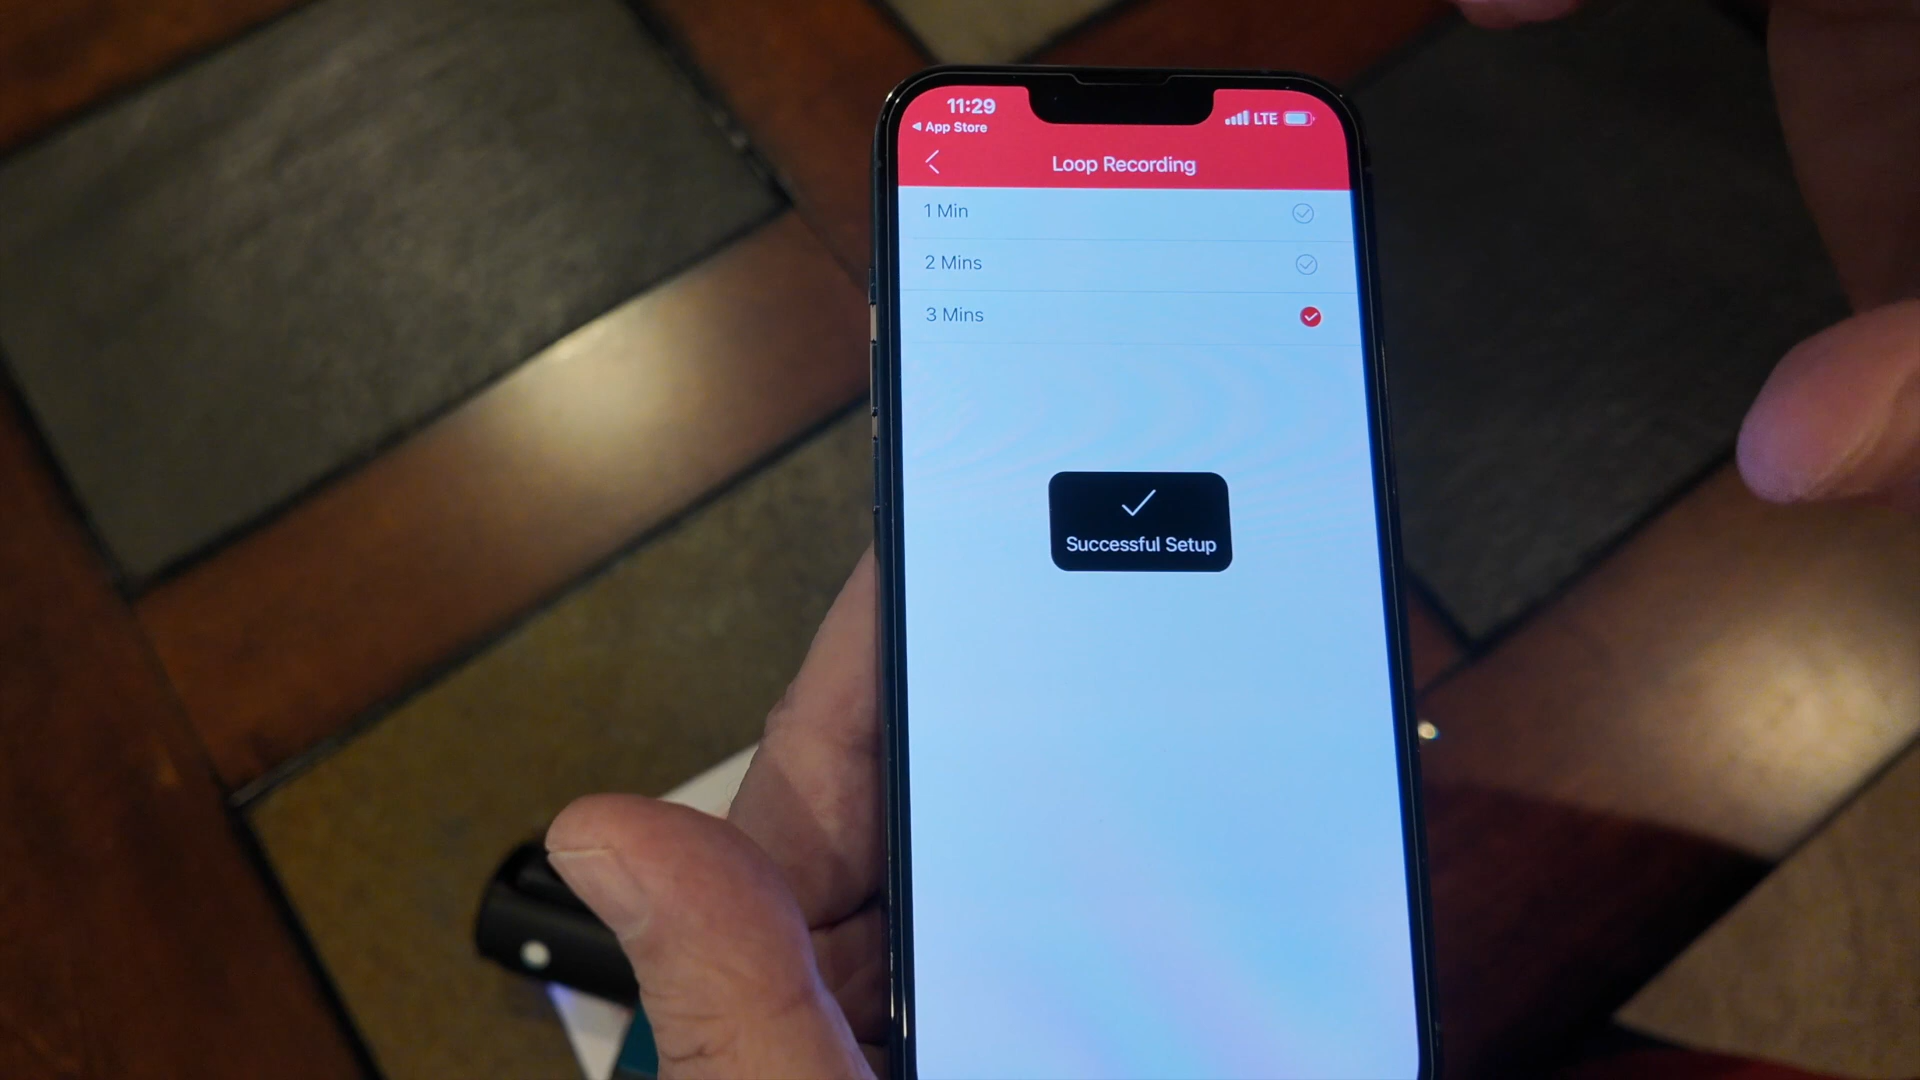 11:29
App Store
LTE
Loop Recording
1 Min
2 Mins
3 Mins
Successful Setup